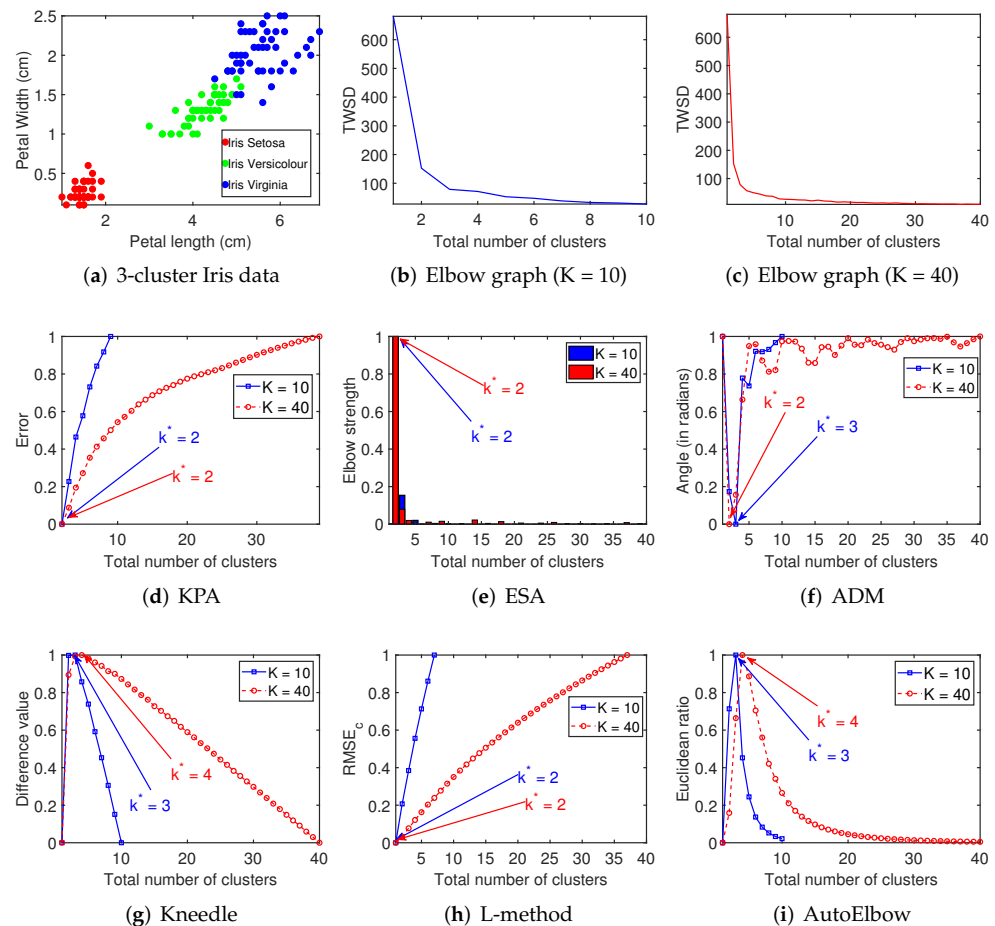 2.5
2
1.5
1
0.5
Petal Width (cm)
Iris Setosa
Iris Versicolour
Iris Virginia
2
4
6
Petal length (cm)
(a) 3-cluster Iris data
600
500
400
300
200
100
TWSD
2
4
6
8
10
Total number of clusters
(b) Elbow graph (K = 10)
600
500
400
300
200
100
TWSD
10
20
30
40
Total number of clusters
(c) Elbow graph (K = 40)
1
0.8
0.6
0.4
0.2
0
Error
K = 10
K = 40
k* = 2
k* = 2
10
20
30
Total number of clusters
(d) KPA
1
0.8
0.6
0.4
0.2
0
Elbow strength
K = 10
K = 40
k* = 2
k* = 2
5
10
15
20
25
30
35
40
Total number of clusters
(e) ESA
1
0.8
0.6
0.4
0.2
0
Angle (in radians)
K = 10
K = 40
k* = 2
k* = 3
5
10
15
20
25
30
35
40
Total number of clusters
(f) ADM
1
0.8
0.6
0.4
0.2
0
Difference value
K = 10
K = 40
k* = 4
k* = 3
10
20
30
40
Total number of clusters
(g) Kneedle
1
0.8
0.6
0.4
0.2
0
RMSE_c
K = 10
K = 40
k* = 2
k* = 2
5
10
15
20
25
30
35
40
Total number of clusters
(h) L-method
1
0.8
0.6
0.4
0.2
0
Euclidean ratio
K = 10
K = 40
k* = 4
k* = 3
10
20
30
40
Total number of clusters
(i) AutoElbow